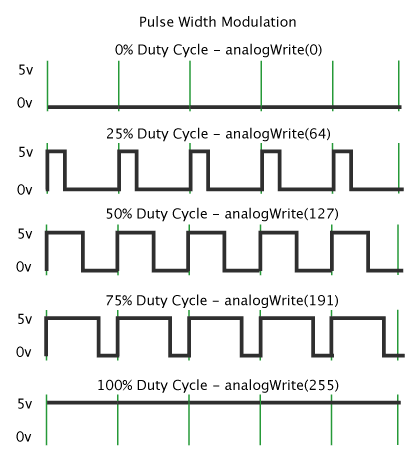 Pulse Width Modulation
0% Duty Cycle – analogWrite(0)
5v
0v
25% Duty Cycle – analogWrite(64)
5v
0v
50% Duty Cycle – analogWrite(127)
5v
0v
75% Duty Cycle – analogWrite(191)
5v
0v
100% Duty Cycle – analogWrite(255)
5v
0v